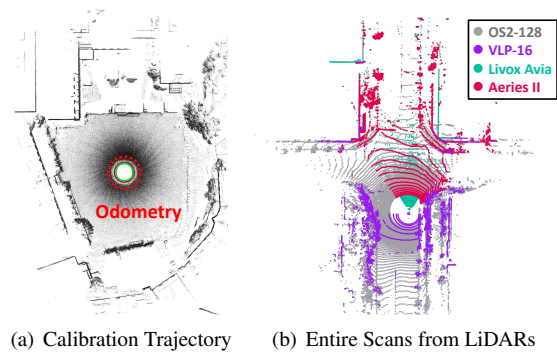 OS2-128
VLP-16
Livox Avia
Aeries II
Odometry
(a) Calibration Trajectory
(b) Entire Scans from LiDARs